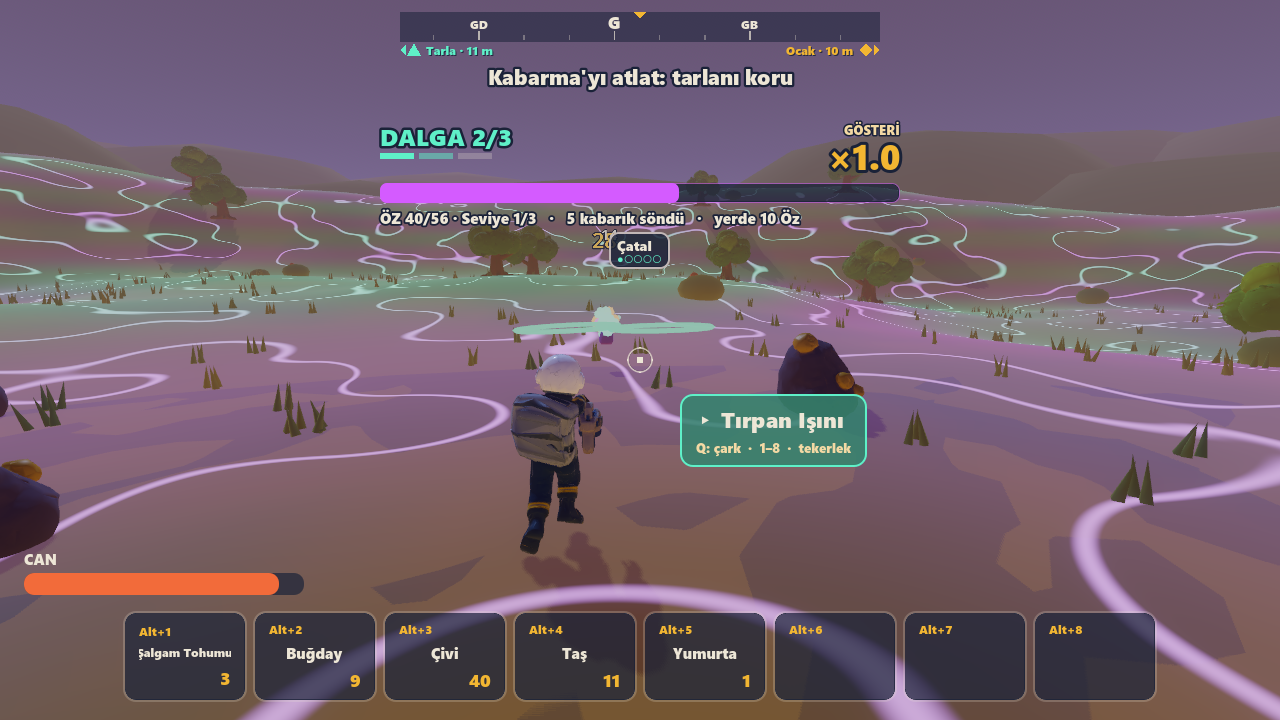 GD G GB
Tarla · 11 m
Ocak · 10 m
Kabarma'yı atlat: tarlanı koru
DALGA 2/3
GÖSTERİ
×1.0
ÖZ 40/56 · Seviye 1/3 · 5 kabarık söndü · yerde 10 Öz
Çatal
Tırpan Işını
Q: çark · 1–8 · tekerlek
CAN
Alt+1
Şalgam Tohumu
3
Alt+2
Buğday
9
Alt+3
Çivi
40
Alt+4
Taş
11
Alt+5
Yumurta
1
Alt+6
Alt+7
Alt+8